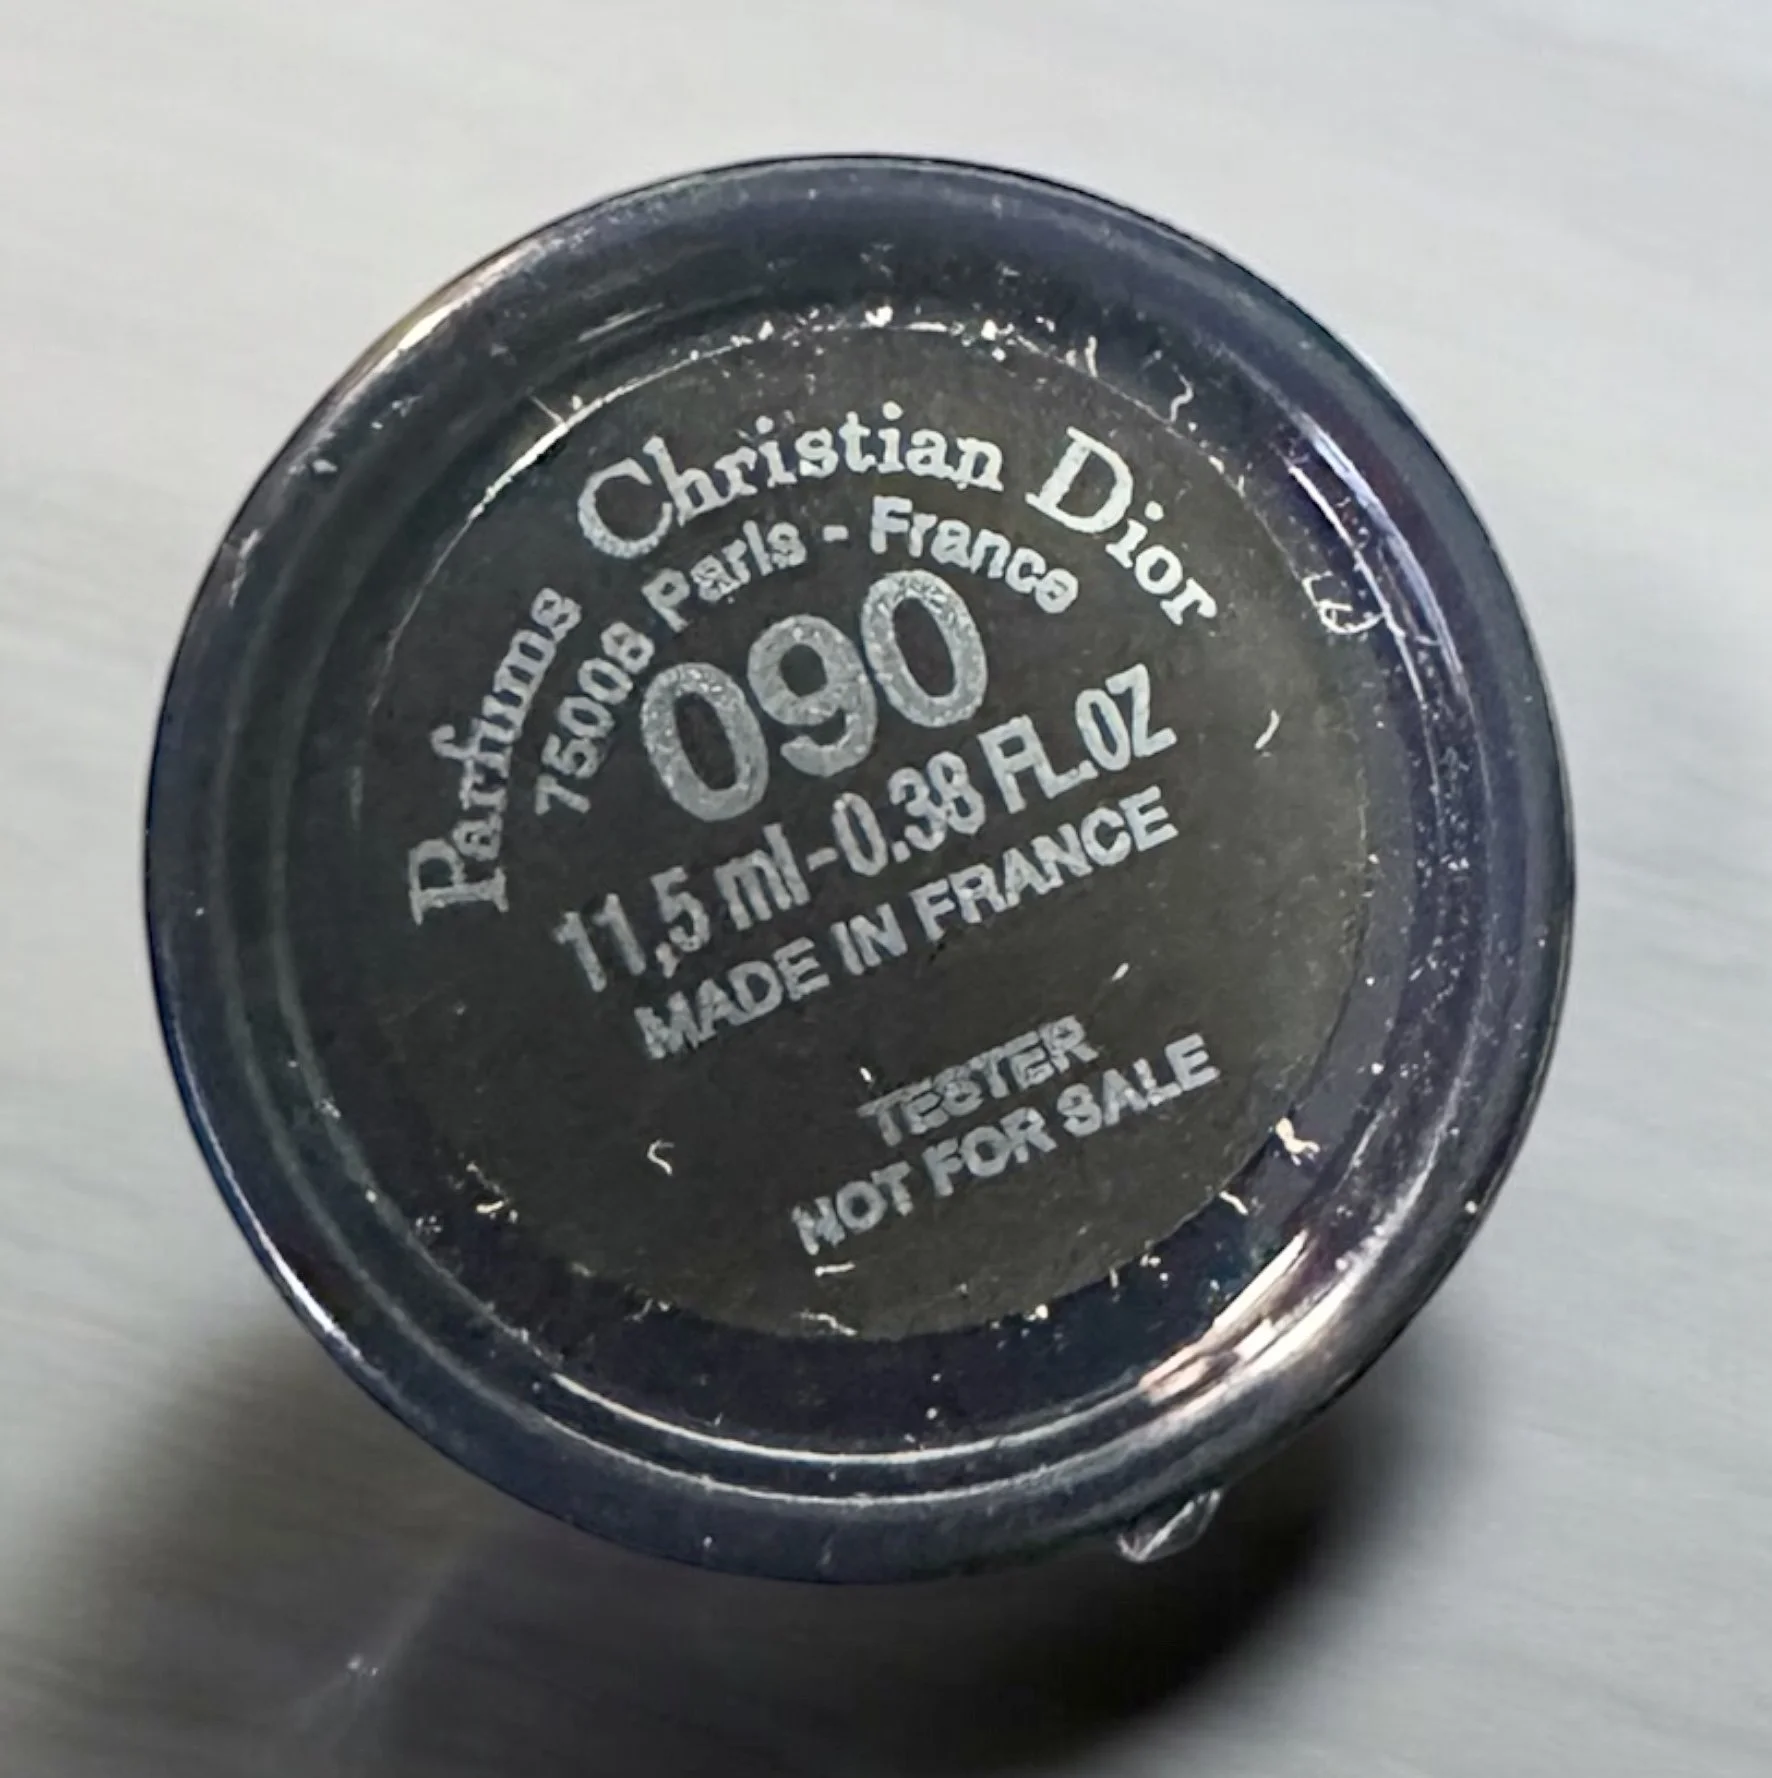 Parfums Christian Dior
75008 Paris - France
090
11,5 ml-0.38 FL.OZ
MADE IN FRANCE
TESTER
NOT FOR SALE